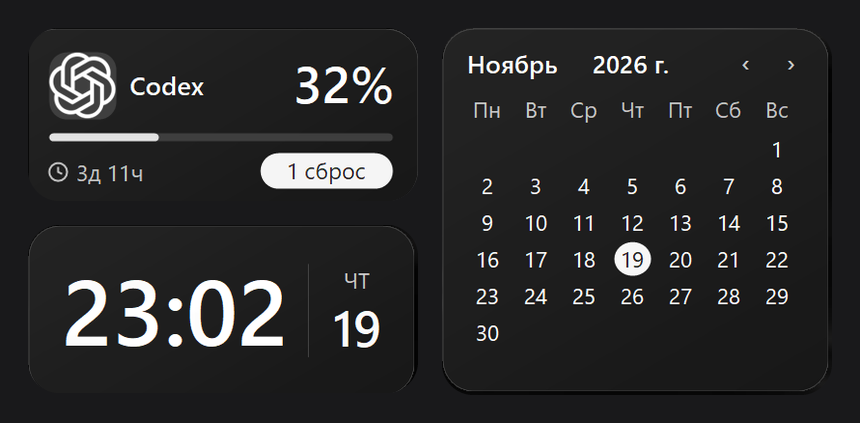 Codex 32%
3д 11ч 1 сброс
23:02
ЧТ
19
Ноябрь 2026 г. ‹ ›
Пн Вт Ср Чт Пт Сб Вс
1
2 3 4 5 6 7 8
9 10 11 12 13 14 15
16 17 18 19 20 21 22
23 24 25 26 27 28 29
30